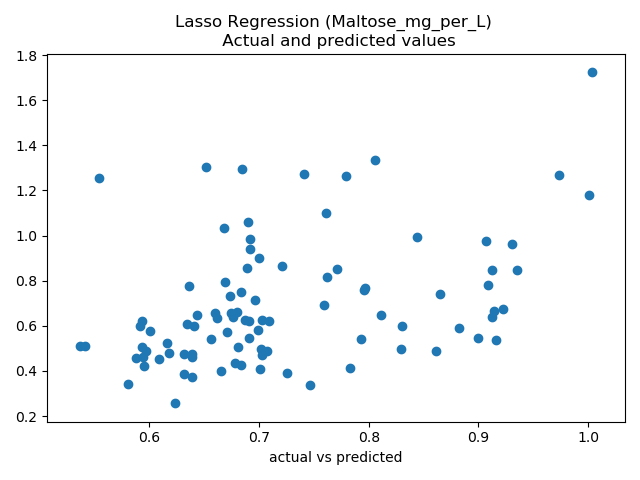 Lasso Regression (Maltose_mg_per_L)
Actual and predicted values
1.8
1.6
1.4
1.2
1.0
0.8
0.6
0.4
0.2
0.6 0.7 0.8 0.9 1.0
actual vs predicted